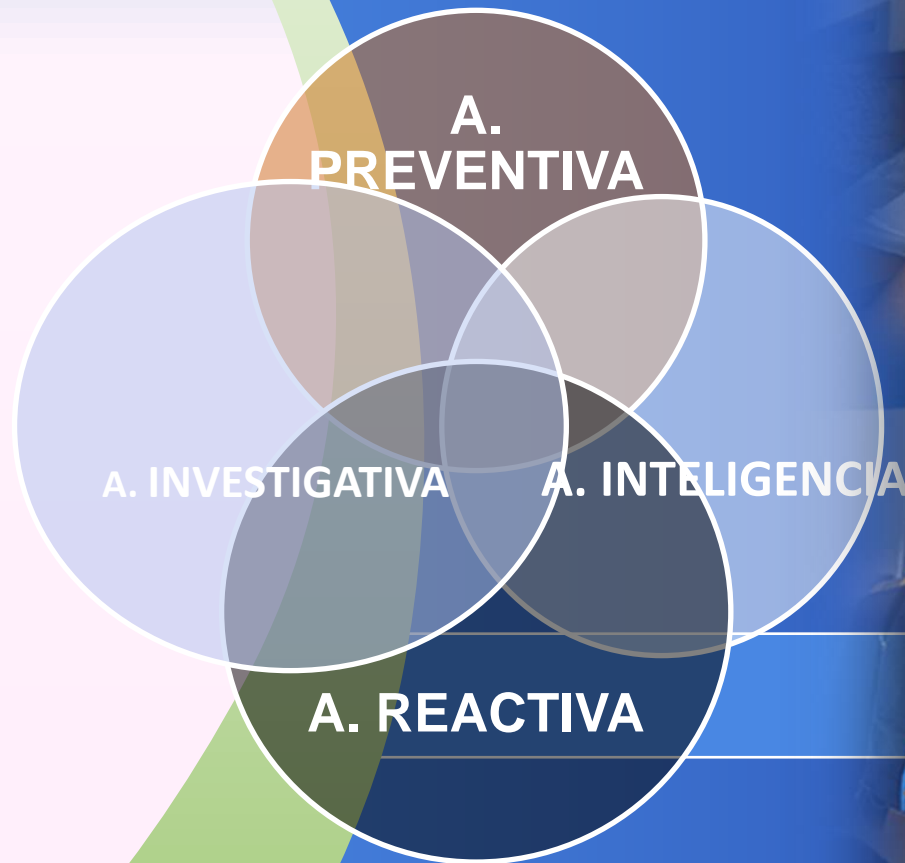 A.
PREVENTIVA
A. INVESTIGATIVA
A. INTELIGENCIA
A. REACTIVA